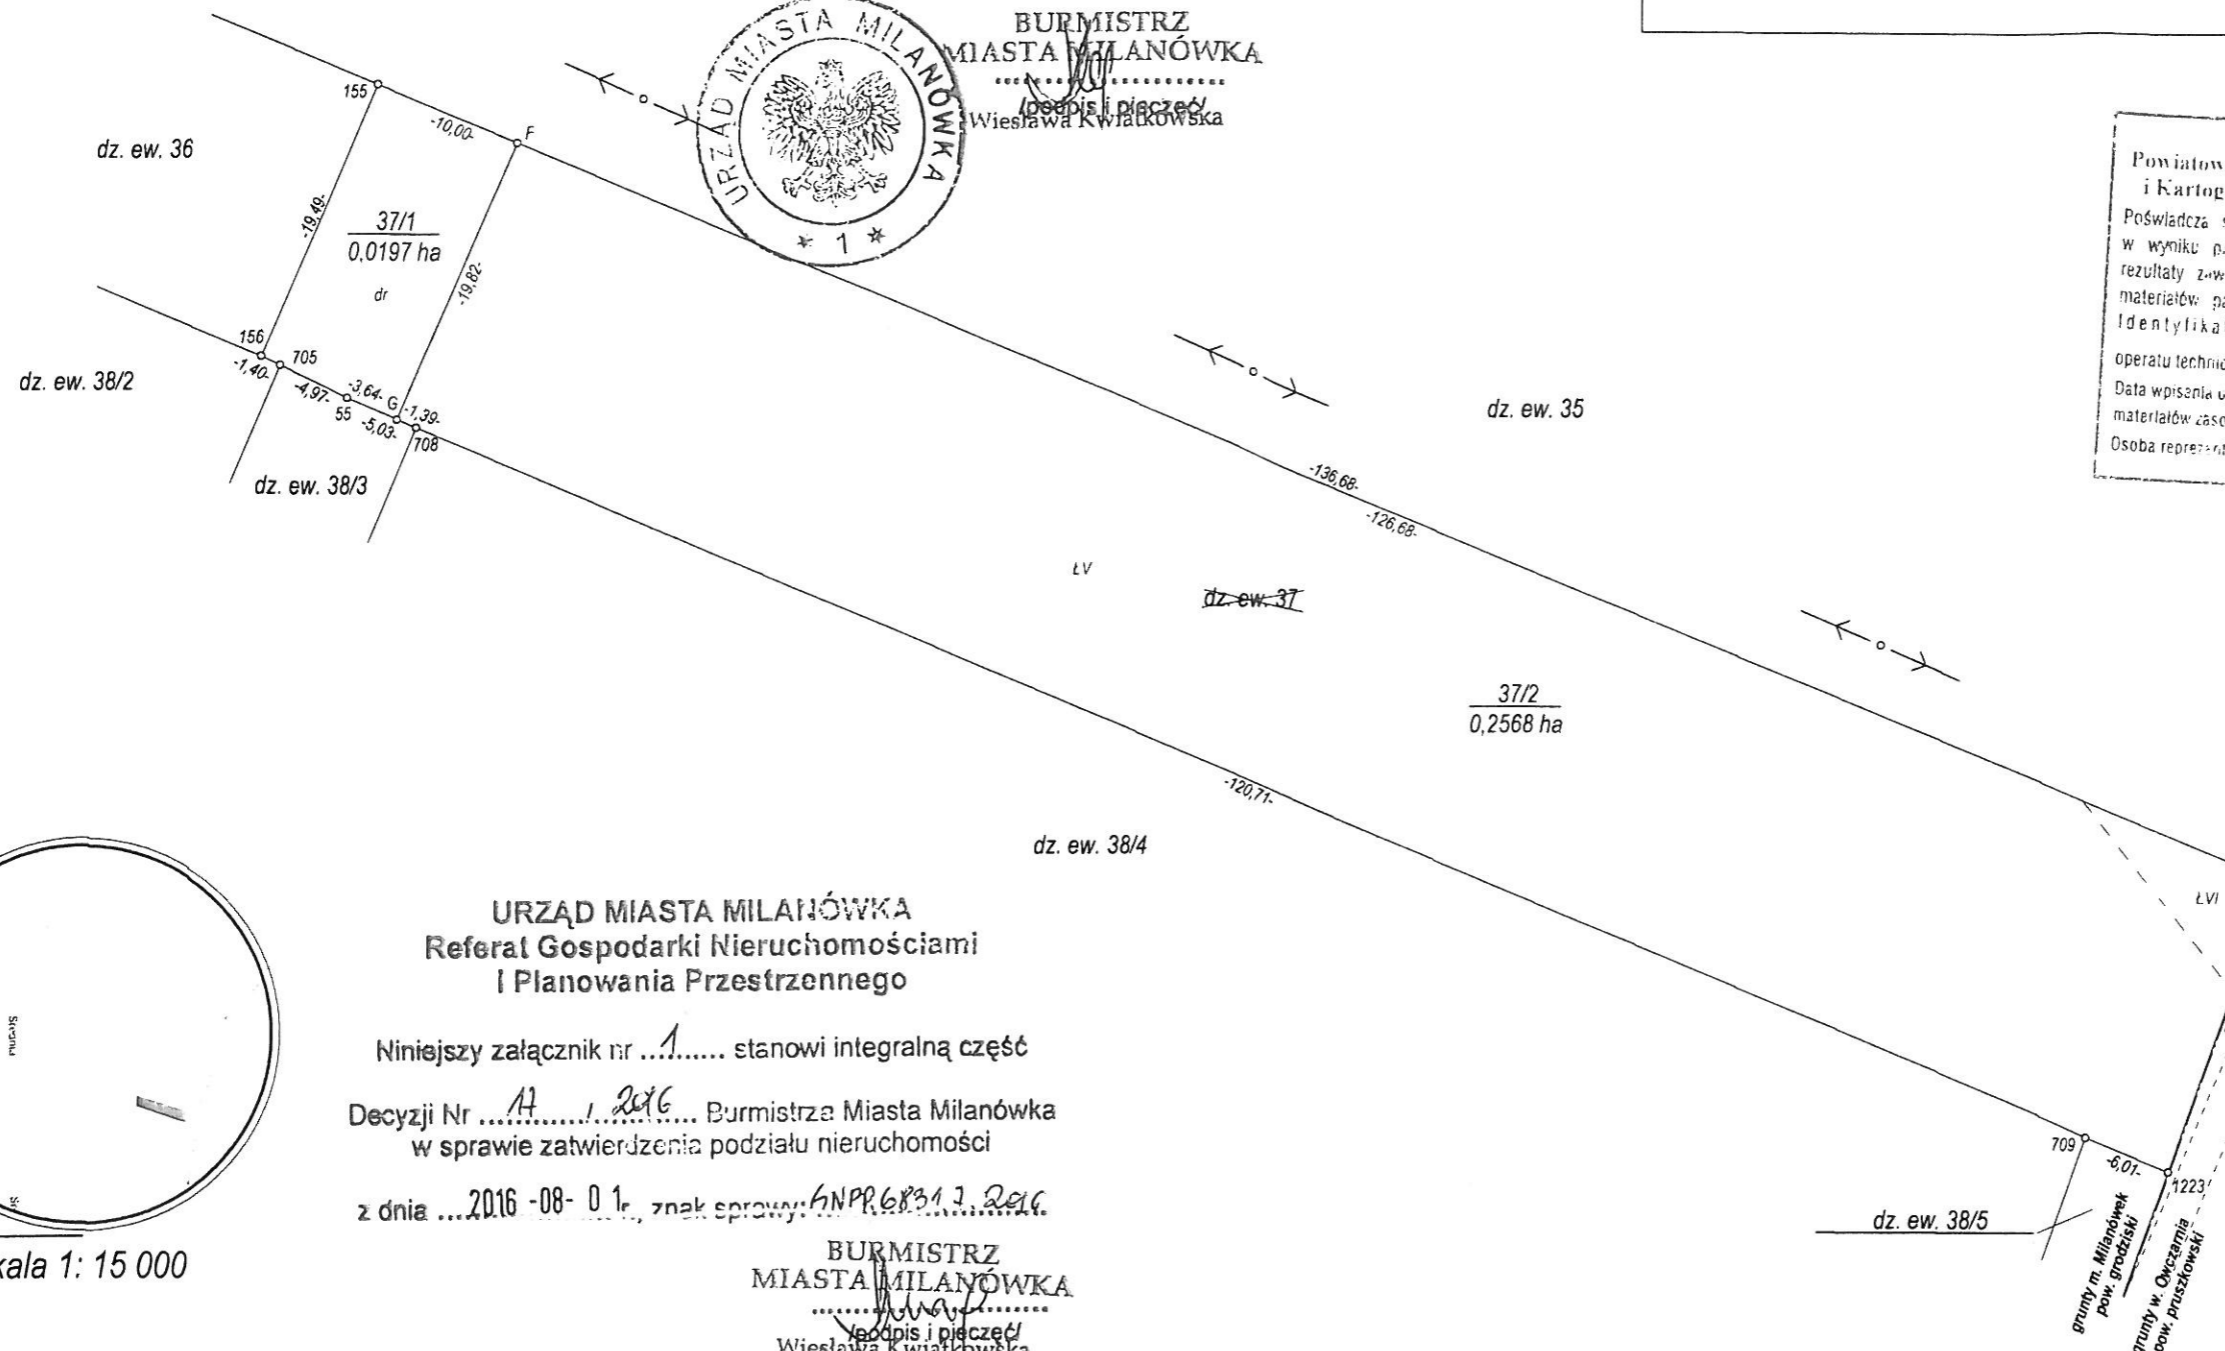 BURMISTRZ
MIASTA MILANÓWKA
/podpis i pieczęć/
Wiesława Kwiatkowska
URZĄD MIASTA MILANÓWKA
* 1 *
155
-10,00-
F
dz. ew. 36
-19,49-
37/1
0,0197 ha
dr
-19,82-
156
705
-1,40-
dz. ew. 38/2
-4,97-
-3,64-
G
-1,39-
55
-5,03-
708
dz. ew. 38/3
Powiatow
i Kartog
Poświadcza
w wyniku
rezultaty
materiałów
Identyfika
operatu techni
Data wpisania
materiałów zaso
Osoba reprezent
dz. ew. 35
-136,68-
-126,68-
ŁV
dz. ew. 37
37/2
0,2568 ha
-120,71-
dz. ew. 38/4
ŁVI
URZĄD MIASTA MILANÓWKA
Referat Gospodarki Nieruchomościami
i Planowania Przestrzennego
Niniejszy załącznik nr ...1....... stanowi integralną część
Decyzji Nr .... / 2016 ... Burmistrza Miasta Milanówka
w sprawie zatwierdzenia podziału nieruchomości
z dnia ...2016 -08- 0 1r., znak sprawy:
BURMISTRZ
MIASTA MILANÓWKA
/podpis i pieczęć/
Wiesława Kwiatkowska
kala 1: 15 000
709
-6,01-
1223
dz. ew. 38/5
grunty m. Milanówek
pow. grodziski
grunty w. Owczarnia
pow. pruszkowski